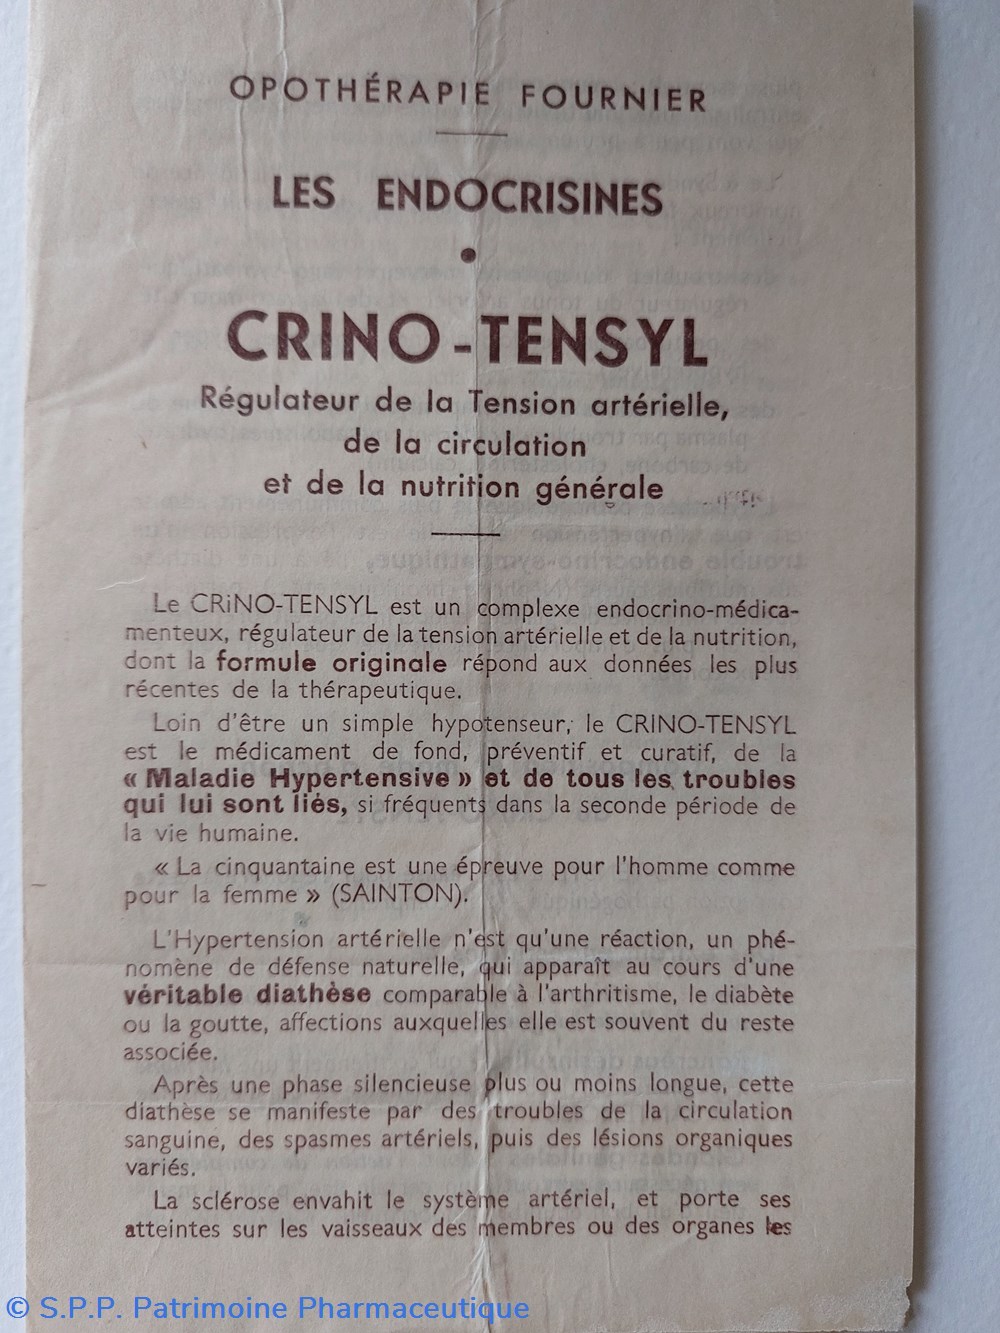 OPOTHÉRAPIE FOURNIER
LES ENDOCRISINES
CRINO-TENSYL
Régulateur de la Tension artérielle,
de la circulation
et de la nutrition générale
Le CRiNO-TENSYL est un complexe endocrino-médica-
menteux, régulateur de la tension artérielle et de la nutrition,
dont la formule originale répond aux données les plus
récentes de la thérapeutique.
Loin d'être un simple hypotenseur, le CRINO-TENSYL
est le médicament de fond, préventif et curatif, de la
« Maladie Hypertensive » et de tous les troubles
qui lui sont liés, si fréquents dans la seconde période de
la vie humaine.
« La cinquantaine est une épreuve pour l'homme comme
pour la femme » (SAINTON).
L'Hypertension artérielle n'est qu'une réaction, un phé-
nomène de défense naturelle, qui apparaît au cours d'une
véritable diathèse comparable à l'arthritisme, le diabète
ou la goutte, affections auxquelles elle est souvent du reste
associée.
Après une phase silencieuse plus ou moins longue, cette
diathèse se manifeste par des troubles de la circulation
sanguine, des spasmes artériels, puis des lésions organiques
variés.
La sclérose envahit le système artériel, et porte ses
atteintes sur les vaisseaux des membres ou des organes les
© S.P.P. Patrimoine Pharmaceutique